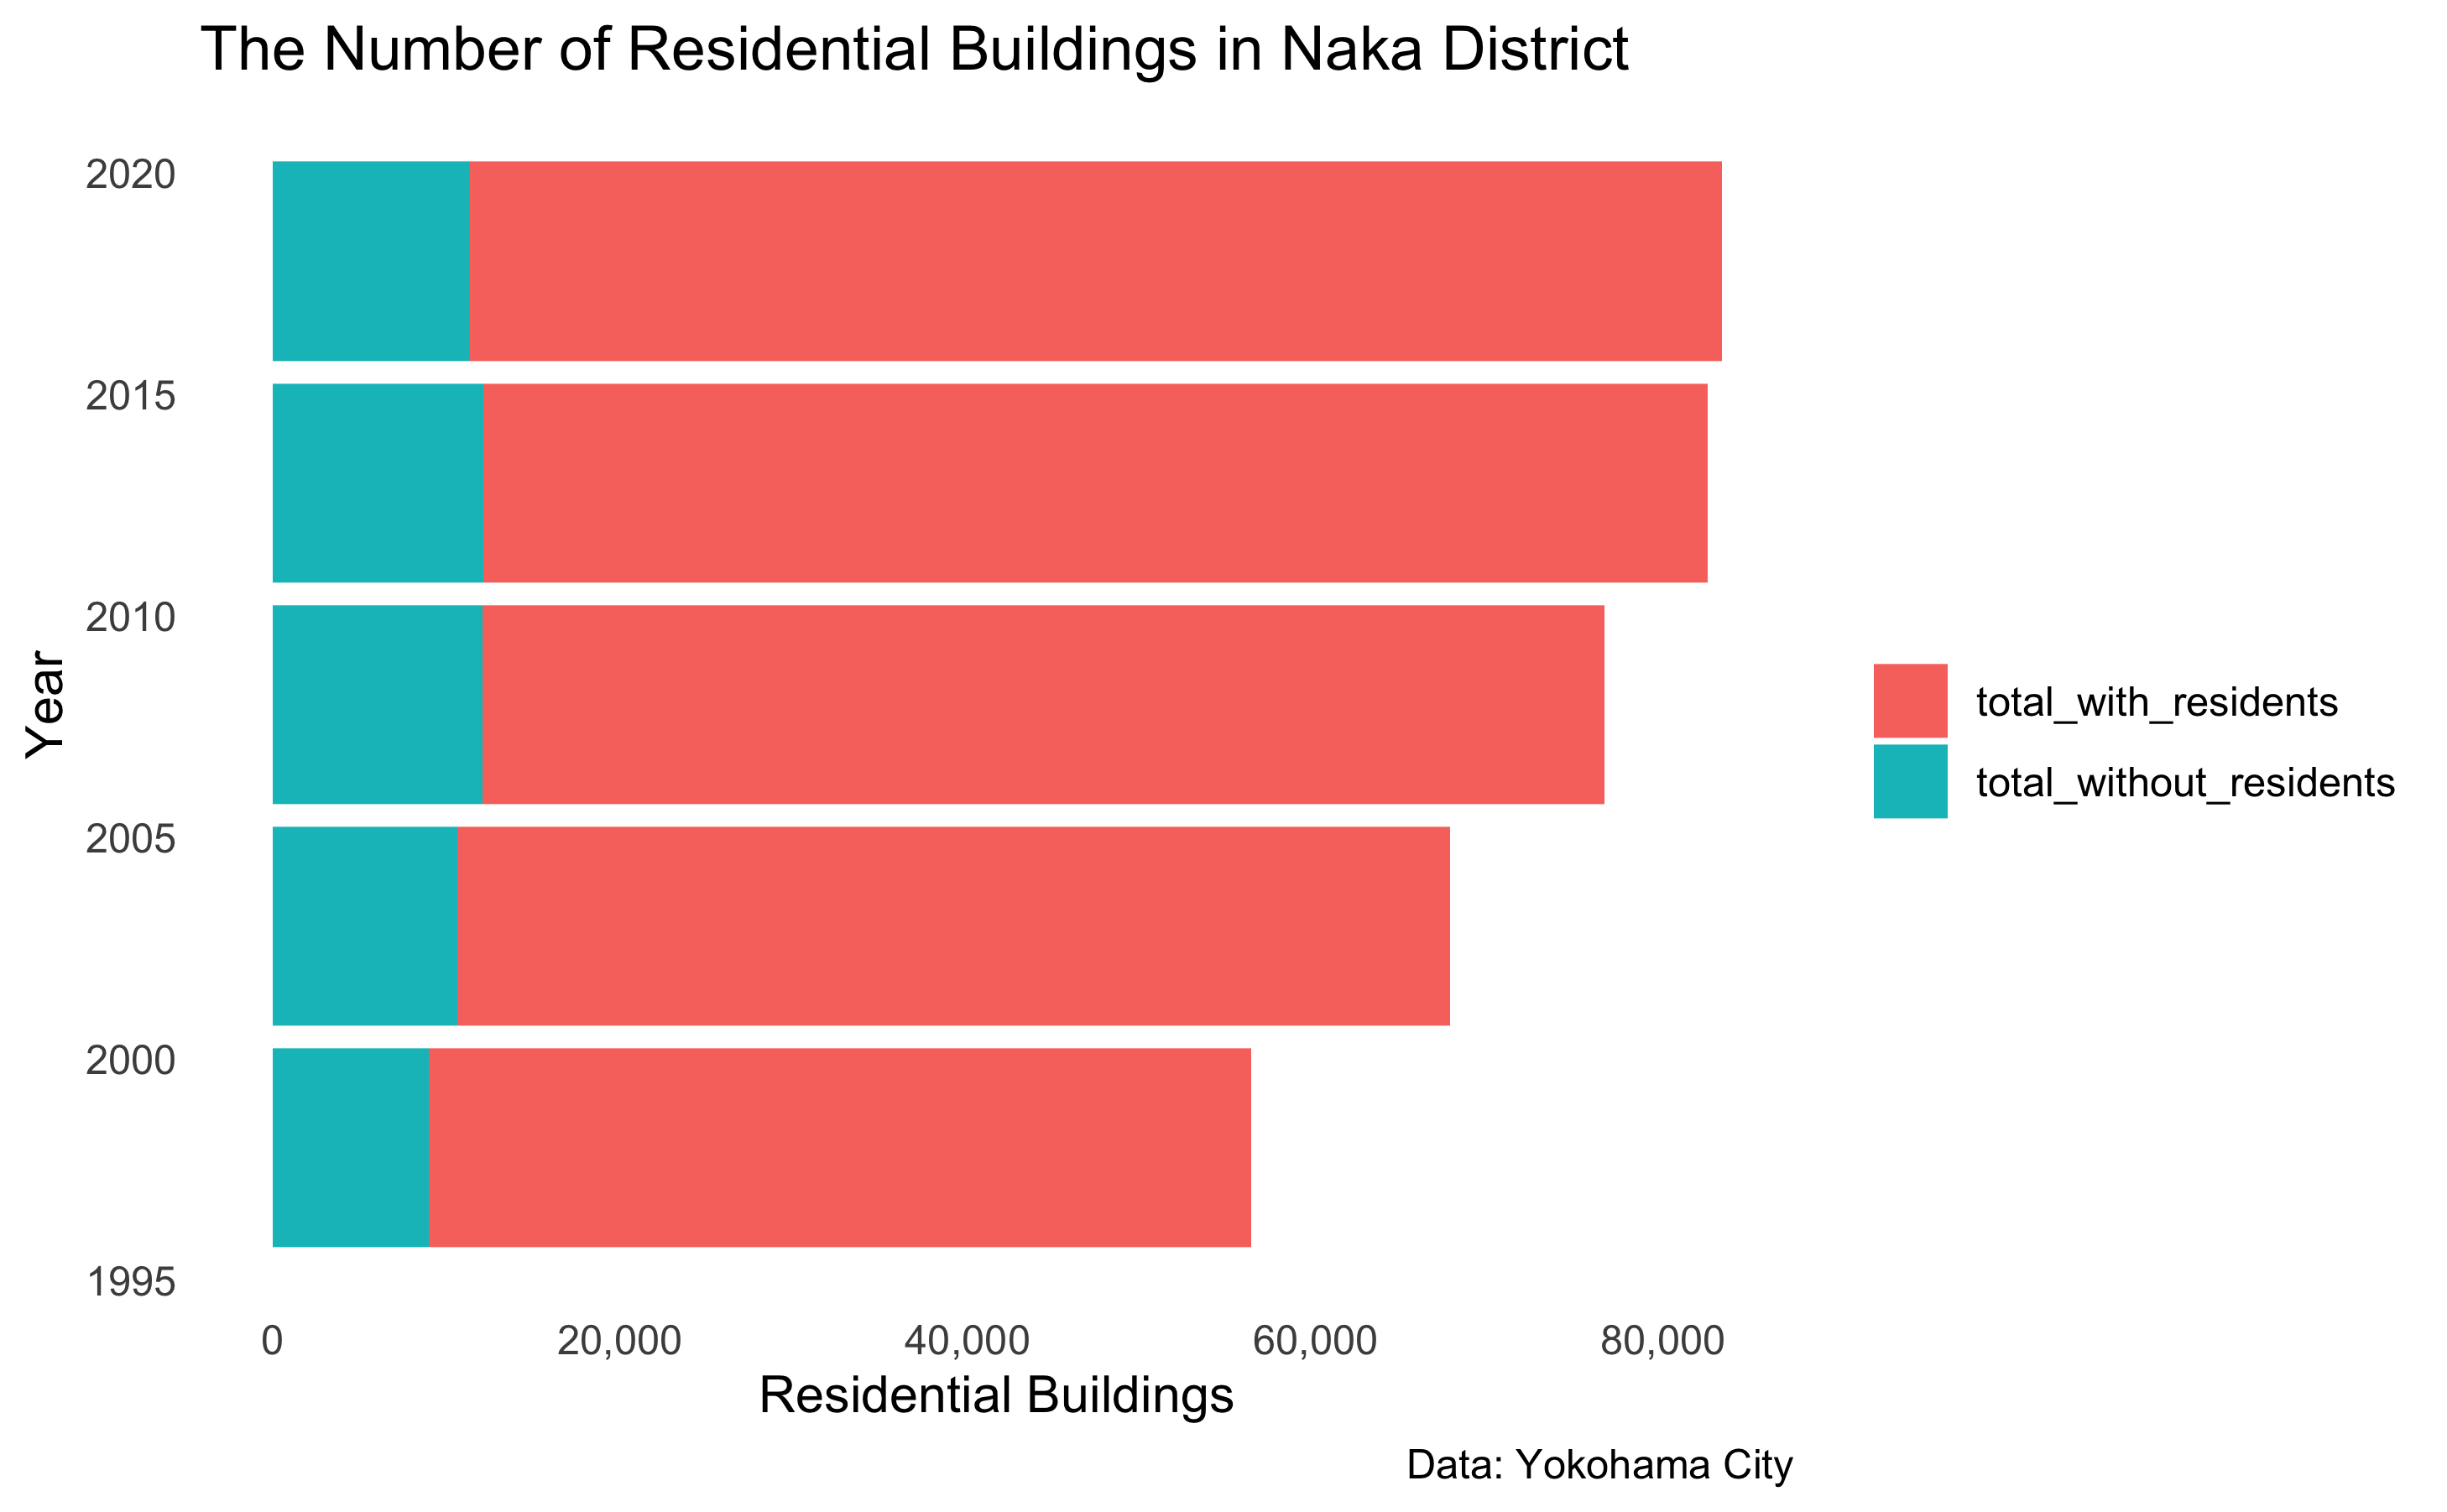 The Number of Residential Buildings in Naka District
2020
2015
2010
2005
2000
1995
Year
0 20,000 40,000 60,000 80,000
Residential Buildings
total_with_residents
total_without_residents
Data: Yokohama City